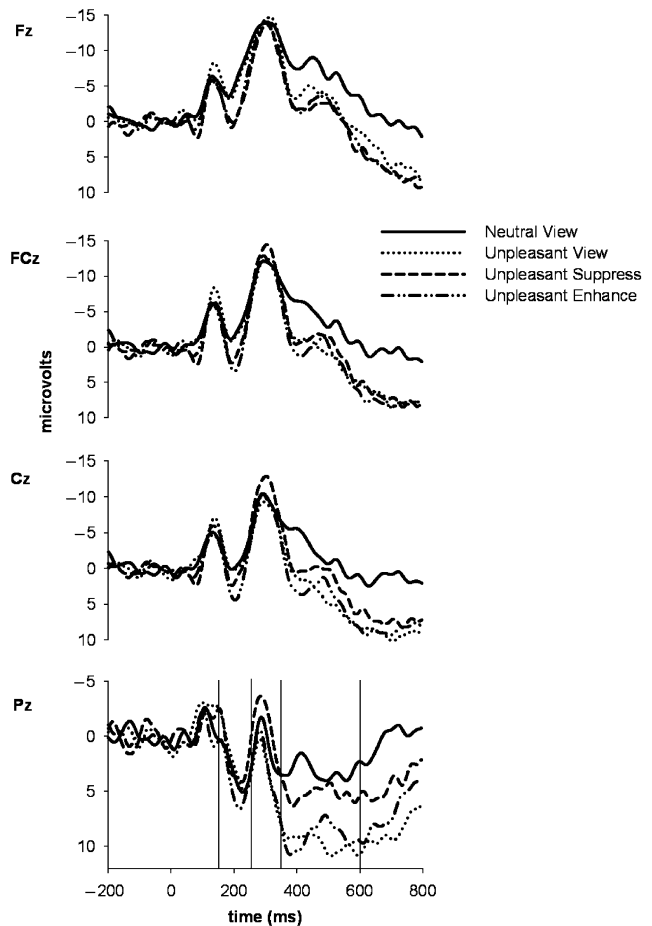 Fz
−15
−10
−5
0
5
10
FCz
−15
−10
−5
0
5
10
Neutral View
Unpleasant View
Unpleasant Suppress
Unpleasant Enhance
microvolts
Cz
−15
−10
−5
0
5
10
Pz
−5
0
5
10
−200 0 200 400 600 800
time (ms)